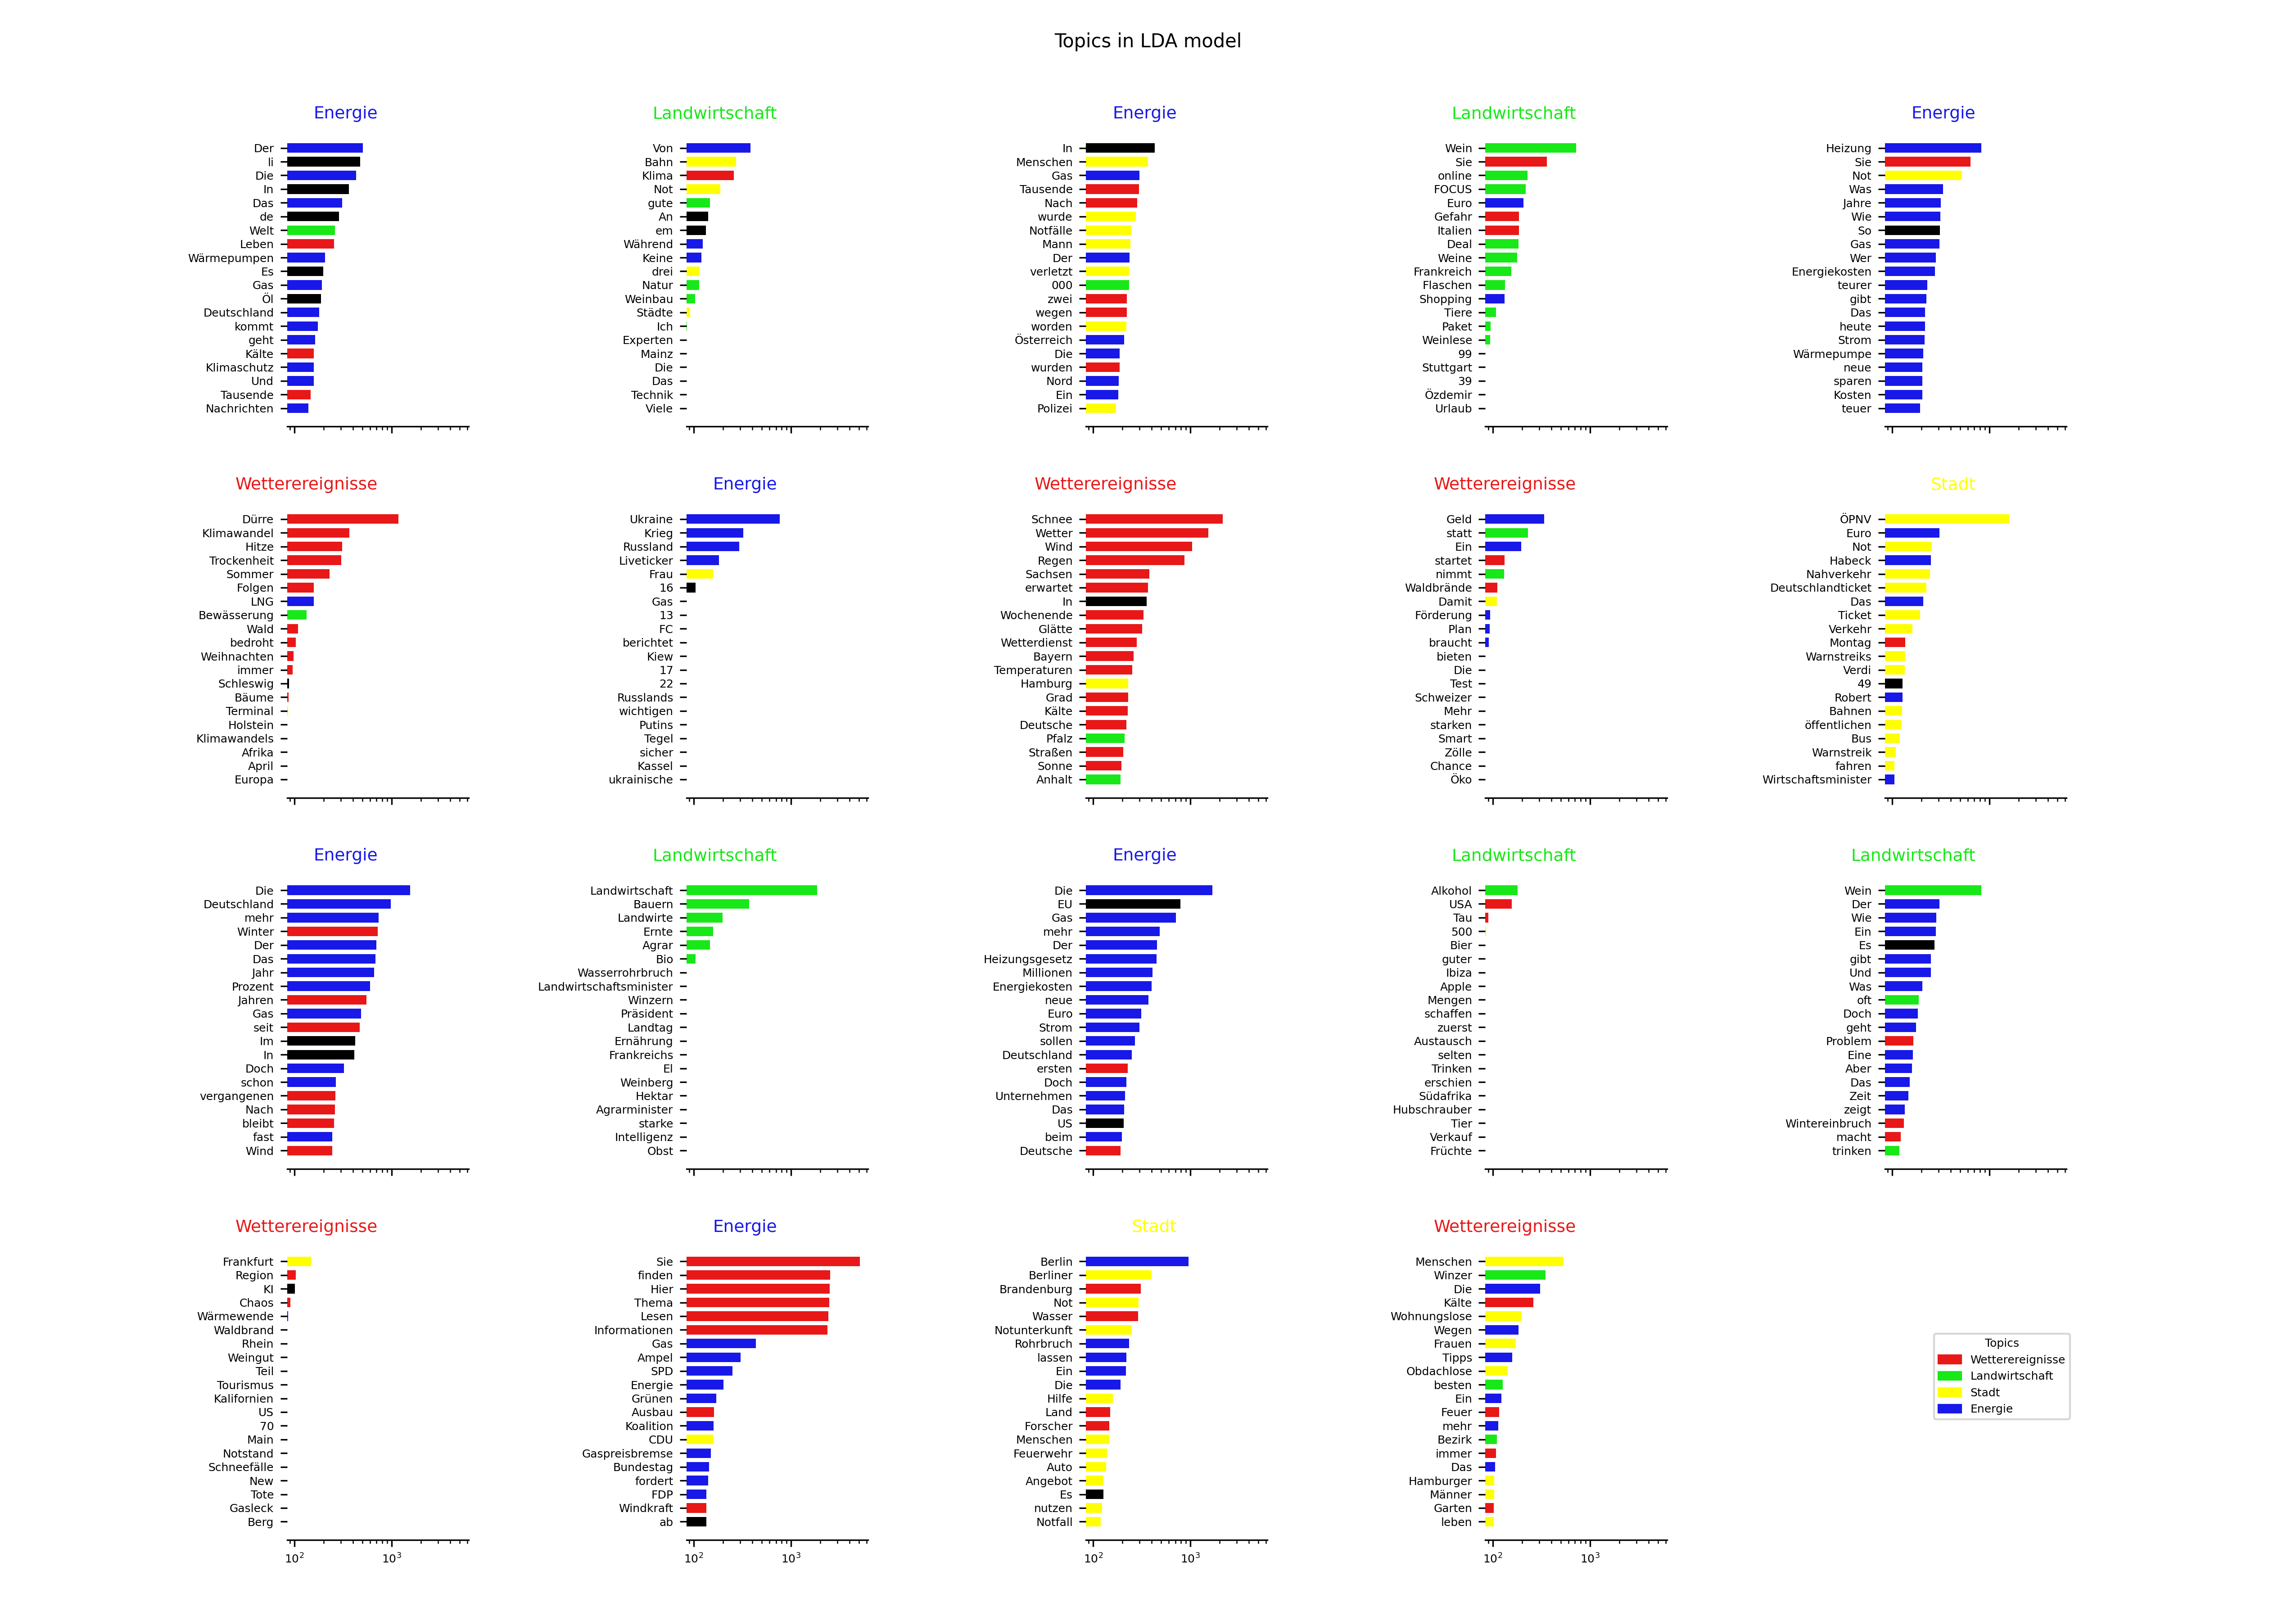 Topics in LDA model
Energie
Der
li
Die
In
Das
de
Welt
Leben
Wärmepumpen
Es
Gas
Öl
Deutschland
kommt
geht
Kälte
Klimaschutz
Und
Tausende
Nachrichten
Landwirtschaft
Von
Bahn
Klima
Not
gute
An
em
Während
Keine
drei
Natur
Weinbau
Städte
Ich
Experten
Mainz
Die
Das
Technik
Viele
Energie
In
Menschen
Gas
Tausende
Nach
wurde
Notfälle
Mann
Der
verletzt
000
zwei
wegen
worden
Österreich
Die
wurden
Nord
Ein
Polizei
Landwirtschaft
Wein
Sie
online
FOCUS
Euro
Gefahr
Italien
Deal
Weine
Frankreich
Flaschen
Shopping
Tiere
Paket
Weinlese
99
Stuttgart
39
Özdemir
Urlaub
Energie
Heizung
Sie
Not
Was
Jahre
Wie
So
Gas
Wer
Energiekosten
teurer
gibt
Das
heute
Strom
Wärmepumpe
neue
sparen
Kosten
teuer
Wetterereignisse
Dürre
Klimawandel
Hitze
Trockenheit
Sommer
Folgen
LNG
Bewässerung
Wald
bedroht
Weihnachten
immer
Schleswig
Bäume
Terminal
Holstein
Klimawandels
Afrika
April
Europa
Energie
Ukraine
Krieg
Russland
Liveticker
Frau
16
Gas
13
FC
berichtet
Kiew
17
22
Russlands
wichtigen
Putins
Tegel
sicher
Kassel
ukrainische
Wetterereignisse
Schnee
Wetter
Wind
Regen
Sachsen
erwartet
In
Wochenende
Glätte
Wetterdienst
Bayern
Temperaturen
Hamburg
Grad
Kälte
Deutsche
Pfalz
Straßen
Sonne
Anhalt
Wetterereignisse
Geld
statt
Ein
startet
nimmt
Waldbrände
Damit
Förderung
Plan
braucht
bieten
Die
Test
Schweizer
Mehr
starken
Smart
Zölle
Chance
Öko
Stadt
ÖPNV
Euro
Not
Habeck
Nahverkehr
Deutschlandticket
Das
Ticket
Verkehr
Montag
Warnstreiks
Verdi
49
Robert
Bahnen
öffentlichen
Bus
Warnstreik
fahren
Wirtschaftsminister
Energie
Die
Deutschland
mehr
Winter
Der
Das
Jahr
Prozent
Jahren
Gas
seit
Im
In
Doch
schon
vergangenen
Nach
bleibt
fast
Wind
Landwirtschaft
Landwirtschaft
Bauern
Landwirte
Ernte
Agrar
Bio
Wasserrohrbruch
Landwirtschaftsminister
Winzern
Präsident
Landtag
Ernährung
Frankreichs
El
Weinberg
Hektar
Agrarminister
starke
Intelligenz
Obst
Energie
Die
EU
Gas
mehr
Der
Heizungsgesetz
Millionen
Energiekosten
neue
Euro
Strom
sollen
Deutschland
ersten
Doch
Unternehmen
Das
US
beim
Deutsche
Landwirtschaft
Alkohol
USA
Tau
500
Bier
guter
Ibiza
Apple
Mengen
schaffen
zuerst
Austausch
selten
Trinken
erschien
Südafrika
Hubschrauber
Tier
Verkauf
Früchte
Landwirtschaft
Wein
Der
Wie
Ein
Es
gibt
Und
Was
oft
Doch
geht
Problem
Eine
Aber
Das
Zeit
zeigt
Wintereinbruch
macht
trinken
Wetterereignisse
Frankfurt
Region
KI
Chaos
Wärmewende
Waldbrand
Rhein
Weingut
Teil
Tourismus
Kalifornien
US
70
Main
Notstand
Schneefälle
New
Tote
Gasleck
Berg
10²
10³
Energie
Sie
finden
Hier
Thema
Lesen
Informationen
Gas
Ampel
SPD
Energie
Grünen
Ausbau
Koalition
CDU
Gaspreisbremse
Bundestag
fordert
FDP
Windkraft
ab
10²
10³
Stadt
Berlin
Berliner
Brandenburg
Not
Wasser
Notunterkunft
Rohrbruch
lassen
Ein
Die
Hilfe
Land
Forscher
Menschen
Feuerwehr
Auto
Angebot
Es
nutzen
Notfall
10²
10³
Wetterereignisse
Menschen
Winzer
Die
Kälte
Wohnungslose
Wegen
Frauen
Tipps
Obdachlose
besten
Ein
Feuer
mehr
Bezirk
immer
Das
Hamburger
Männer
Garten
leben
10²
10³
Topics
Wetterereignisse
Landwirtschaft
Stadt
Energie